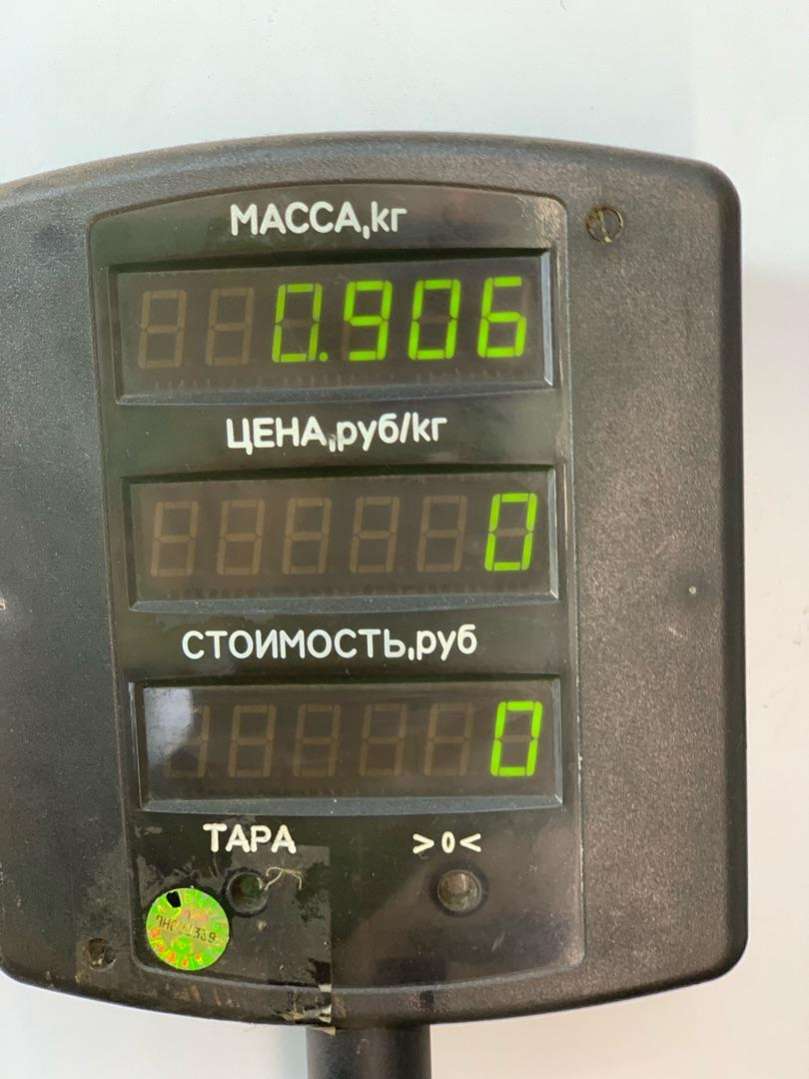 МАССА,кг
0.906
ЦЕНА,руб/кг
0
СТОИМОСТЬ,руб
0
ТАРА >0<